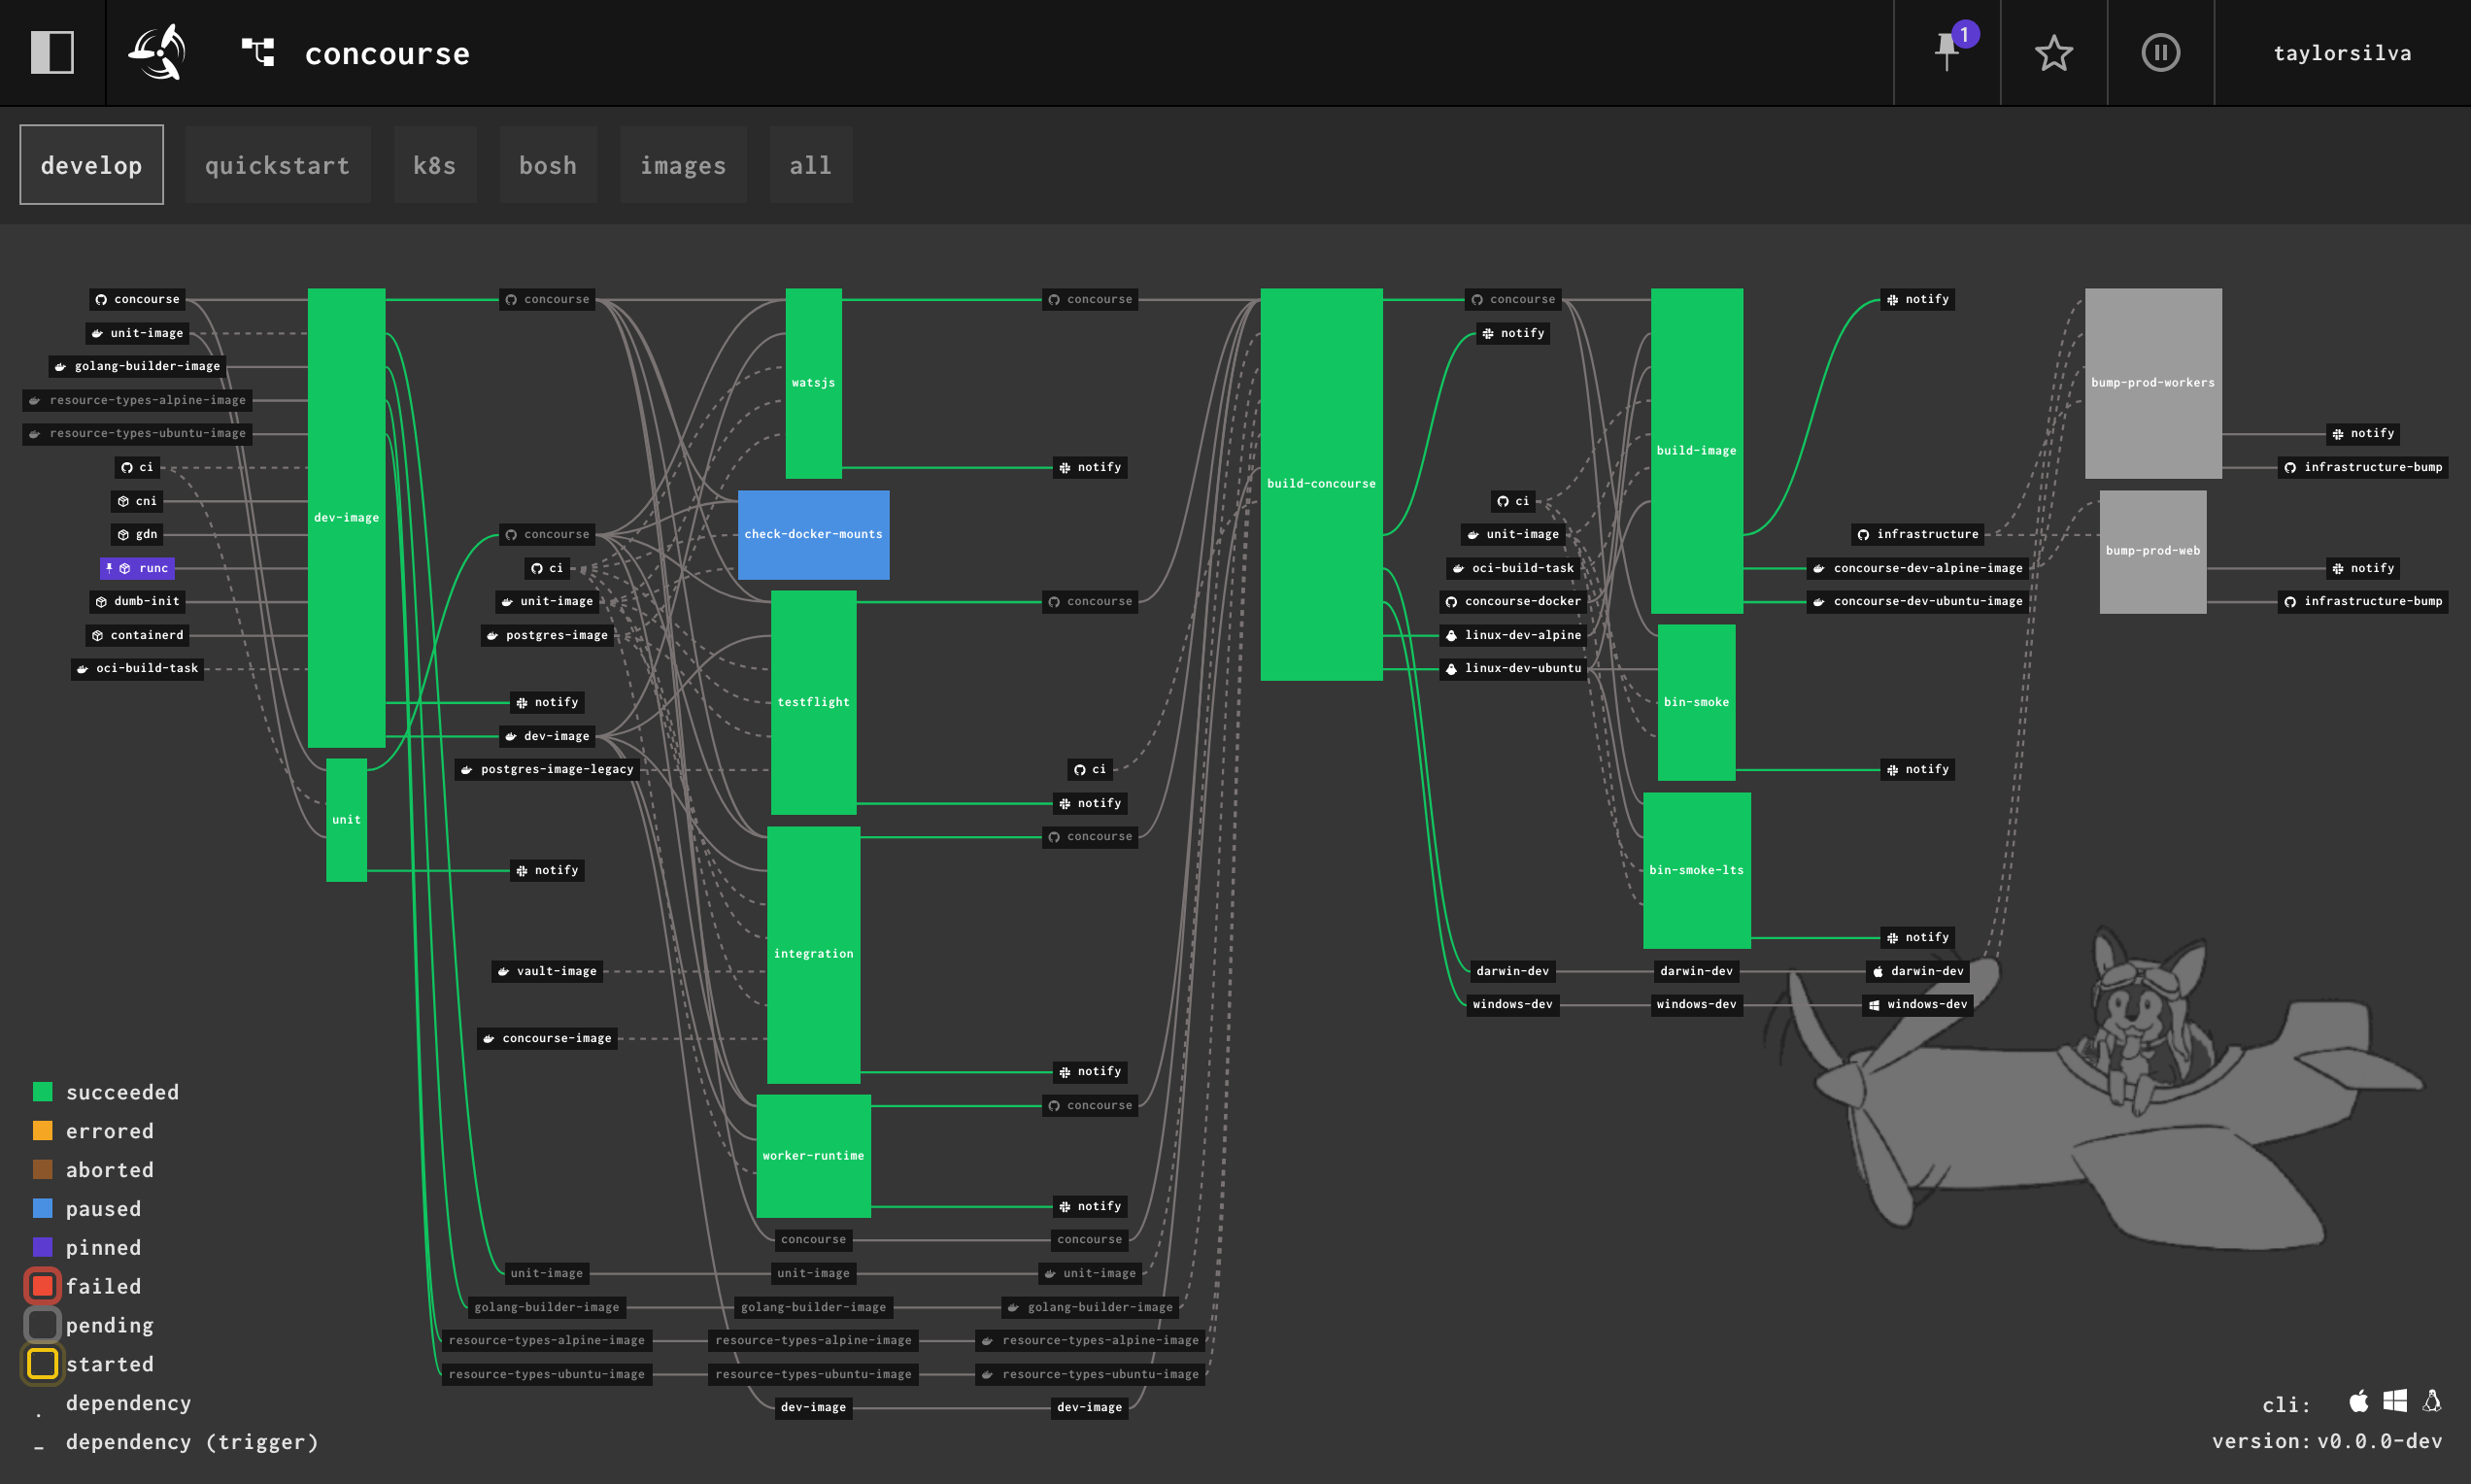 concourse
1
taylorsilva
develop
quickstart
k8s
bosh
images
all
concourse
unit-image
golang-builder-image
resource-types-alpine-image
resource-types-ubuntu-image
ci
cni
gdn
runc
dumb-init
containerd
oci-build-task
dev-image
unit
concourse
concourse
ci
unit-image
postgres-image
notify
dev-image
postgres-image-legacy
notify
vault-image
concourse-image
unit-image
golang-builder-image
resource-types-alpine-image
resource-types-ubuntu-image
watsjs
check-docker-mounts
testflight
integration
worker-runtime
concourse
unit-image
golang-builder-image
resource-types-alpine-image
resource-types-ubuntu-image
dev-image
concourse
notify
concourse
ci
notify
concourse
notify
concourse
notify
concourse
unit-image
golang-builder-image
resource-types-alpine-image
resource-types-ubuntu-image
dev-image
build-concourse
concourse
notify
ci
unit-image
oci-build-task
concourse-docker
linux-dev-alpine
linux-dev-ubuntu
darwin-dev
windows-dev
build-image
bin-smoke
bin-smoke-lts
darwin-dev
windows-dev
notify
infrastructure
concourse-dev-alpine-image
concourse-dev-ubuntu-image
notify
notify
darwin-dev
windows-dev
bump-prod-workers
bump-prod-web
notify
infrastructure-bump
notify
infrastructure-bump
succeeded
errored
aborted
paused
pinned
failed
pending
started
dependency
dependency (trigger)
cli:
version: v0.0.0-dev